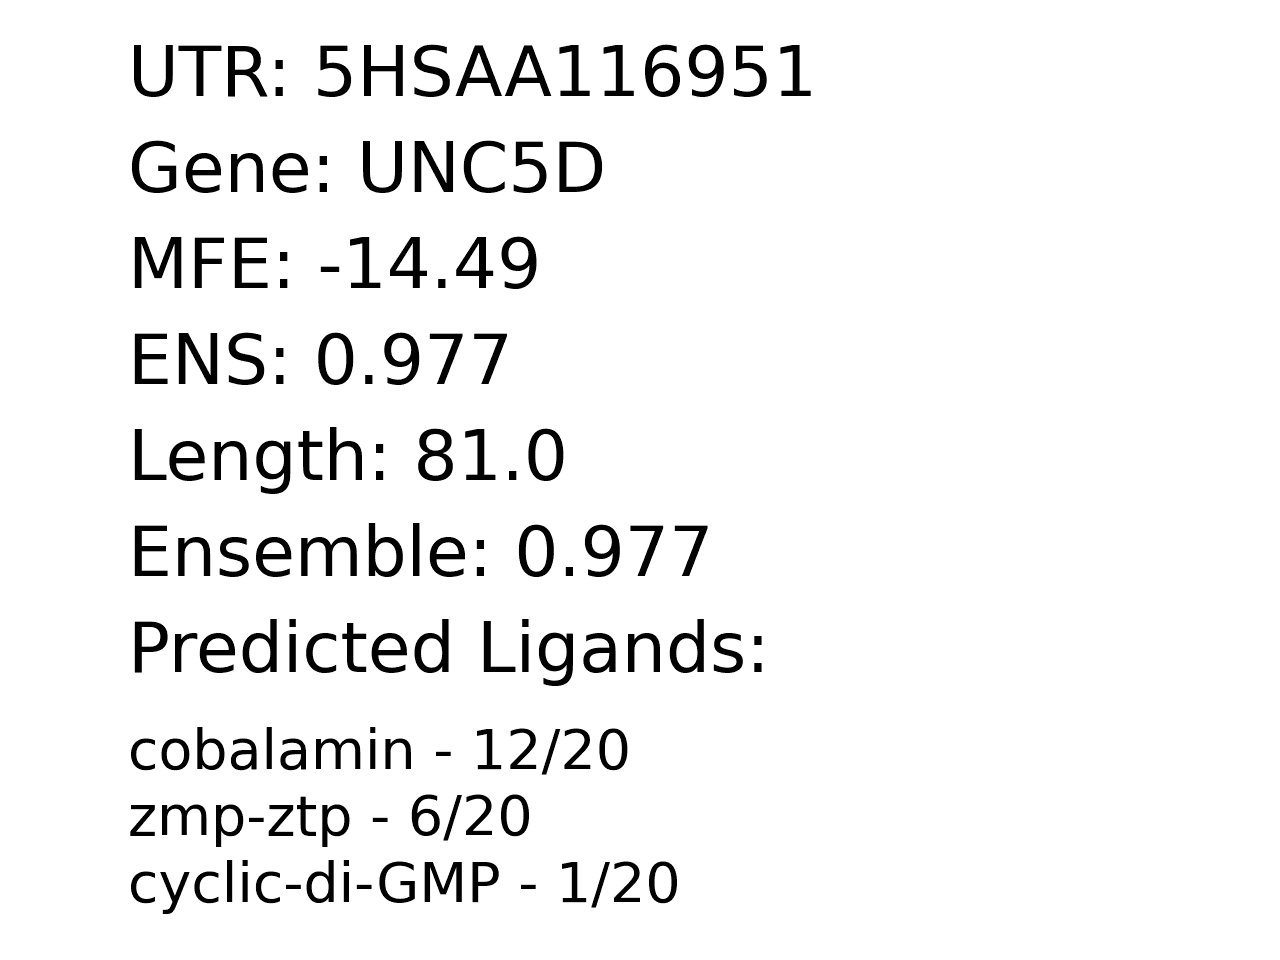 UTR: 5HSAA116951
Gene: UNC5D
MFE: -14.49
ENS: 0.977
Length: 81.0
Ensemble: 0.977
Predicted Ligands:
cobalamin - 12/20
zmp-ztp - 6/20
cyclic-di-GMP - 1/20